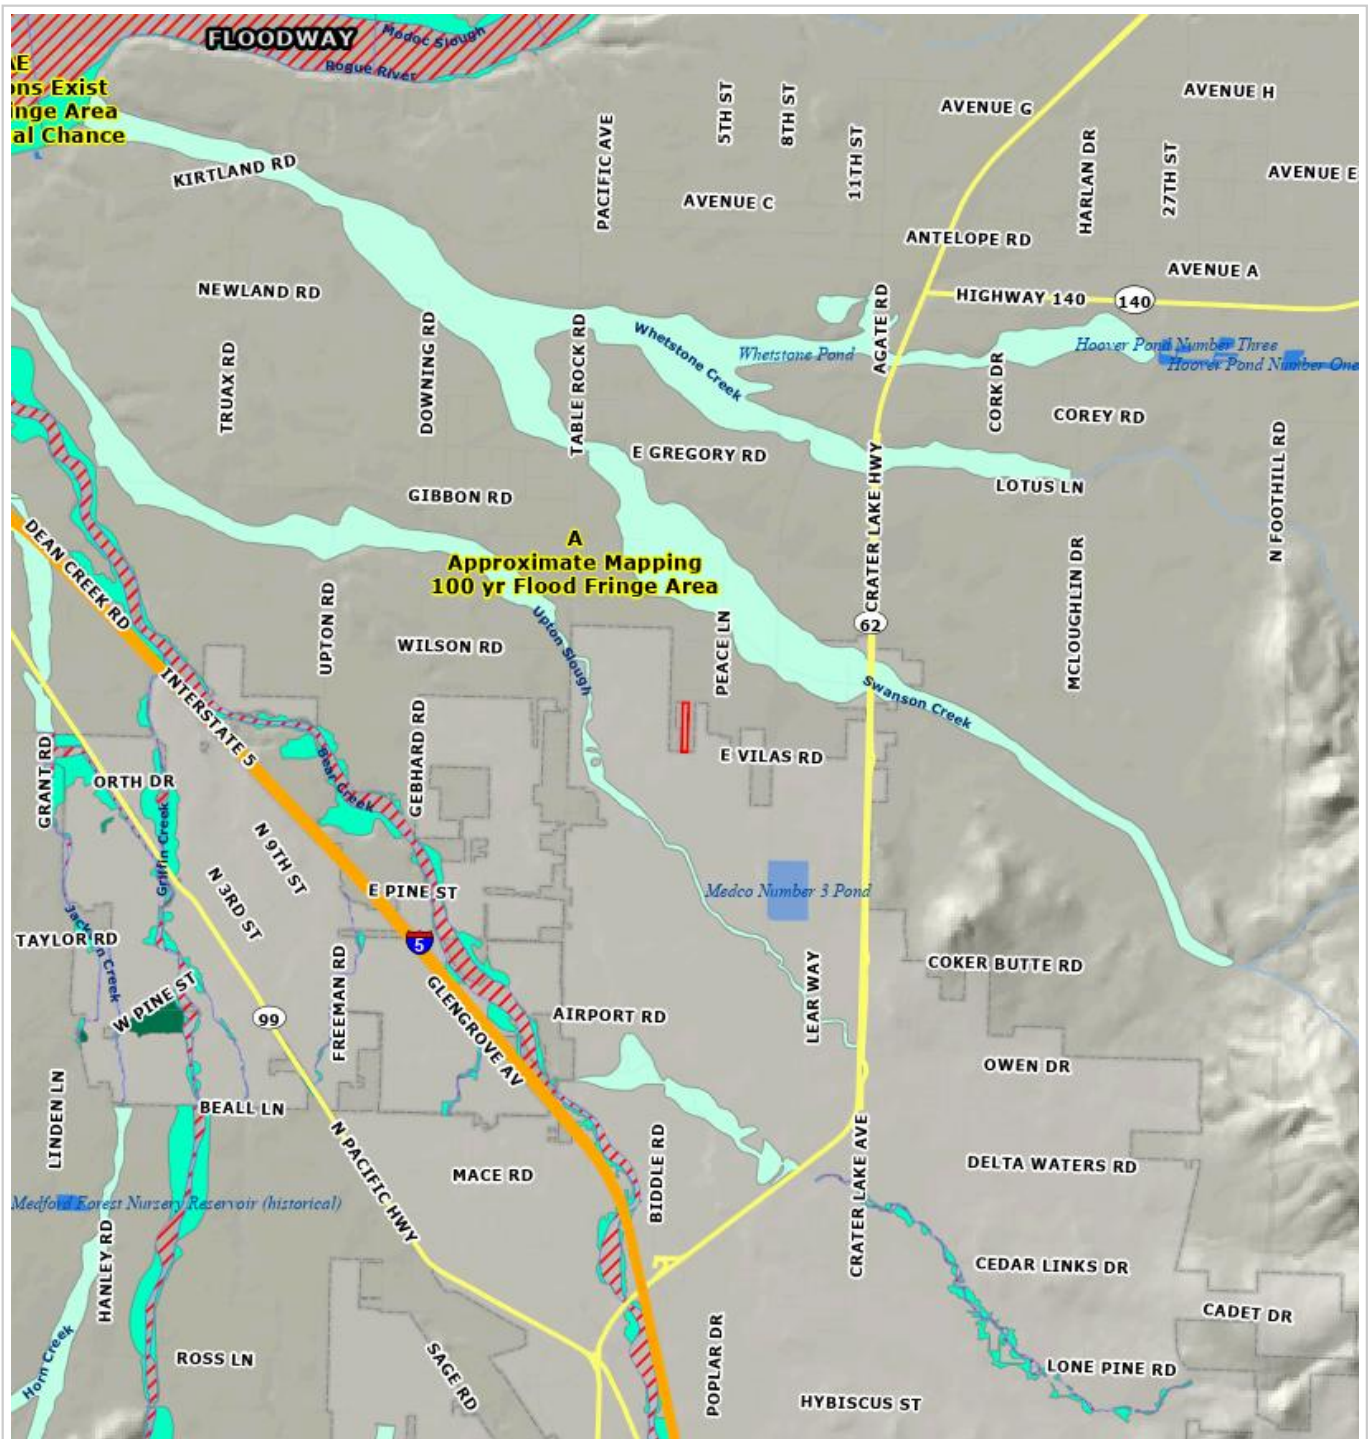 FLOODWAY
Modoc Slough
Rogue River
AE
ons Exist
inge Area
al Chance
KIRTLAND RD
PACIFIC AVE
5TH ST
8TH ST
11TH ST
AVENUE G
AVENUE H
HARLAN DR
27TH ST
AVENUE E
AVENUE C
ANTELOPE RD
AVENUE A
NEWLAND RD
HIGHWAY 140
140
TRUAX RD
DOWNING RD
TABLE ROCK RD
Whetstone Creek
Whetstone Pond
AGATE RD
Hoover Pond Number Three
Hoover Pond Number One
CORK DR
COREY RD
E GREGORY RD
GIBBON RD
LOTUS LN
N FOOTHILL RD
CRATER LAKE HWY
A
Approximate Mapping
100 yr Flood Fringe Area
DEAN CREEK RD
UPTON RD
WILSON RD
Upton Slough
PEACE LN
62
MCLOUGHLIN DR
Swanson Creek
INTERSTATE 5
GEBHARD RD
E VILAS RD
GRANT RD
ORTH DR
Bear Creek
Griffin Creek
N 9TH ST
N 3RD ST
E PINE ST
Medco Number 3 Pond
TAYLOR RD
Jackson Creek
5
W PINE ST
FREEMAN RD
GLENGROVE AV
LEAR WAY
COKER BUTTE RD
99
AIRPORT RD
OWEN DR
LINDEN LN
BEALL LN
N PACIFIC HWY
MACE RD
BIDDLE RD
CRATER LAKE AVE
DELTA WATERS RD
Medford Forest Nursery Reservoir (historical)
HANLEY RD
CEDAR LINKS DR
CADET DR
Horn Creek
ROSS LN
SAGE RD
POPLAR DR
LONE PINE RD
HYBISCUS ST